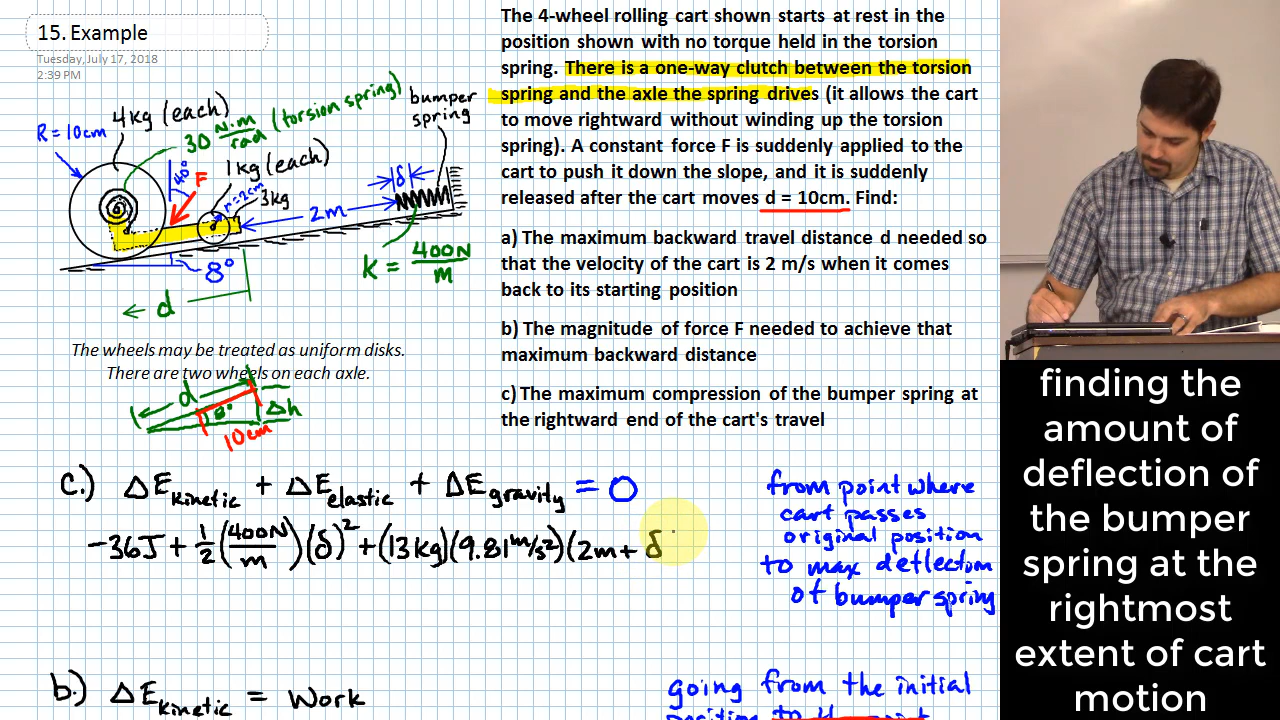 15. Example
Tuesday, July 17, 2018
2:39 PM
R = 10cm
4kg (each)
30 N·m/rad (torsion spring)
40°
F
1kg (each)
r=2cm
3kg
2m
δ
bumper
spring
K = 400N/m
8°
d
The wheels may be treated as uniform disks.
There are two wheels on each axle.
d
8°
Δh
10cm
The 4-wheel rolling cart shown starts at rest in the
position shown with no torque held in the torsion
spring. There is a one-way clutch between the torsion
spring and the axle the spring drives (it allows the cart
to move rightward without winding up the torsion
spring). A constant force F is suddenly applied to the
cart to push it down the slope, and it is suddenly
released after the cart moves d = 10cm. Find:
a) The maximum backward travel distance d needed so
that the velocity of the cart is 2 m/s when it comes
back to its starting position
b) The magnitude of force F needed to achieve that
maximum backward distance
c) The maximum compression of the bumper spring at
the rightward end of the cart's travel
c.) ΔEkinetic + ΔEelastic + ΔEgravity = 0
-36J + 1/2 (400N/m)(δ)² + (13kg)(9.81m/s²)(2m+ δ
from point where
cart passes
original position
to max deflection
of bumper spring
b.) ΔEkinetic = Work
going from the initial
position to the point
finding the
amount of
deflection of
the bumper
spring at the
rightmost
extent of cart
motion